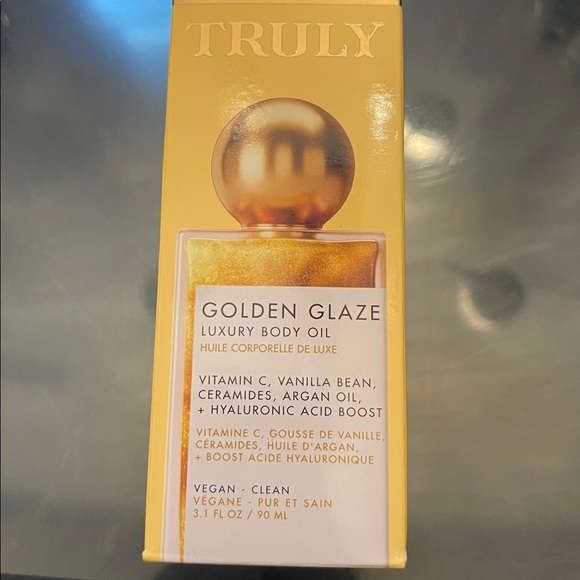 TRULY
GOLDEN GLAZE
LUXURY BODY OIL
HUILE CORPORELLE DE LUXE
VITAMIN C, VANILLA BEAN,
CERAMIDES, ARGAN OIL,
+ HYALURONIC ACID BOOST
VITAMINE C, GOUSSE DE VANILLE,
CÉRAMIDES, HUILE D'ARGAN,
+ BOOST ACIDE HYALURONIQUE
VEGAN - CLEAN
VÉGANE - PUR ET SAIN
3.1 FL OZ / 90 ML